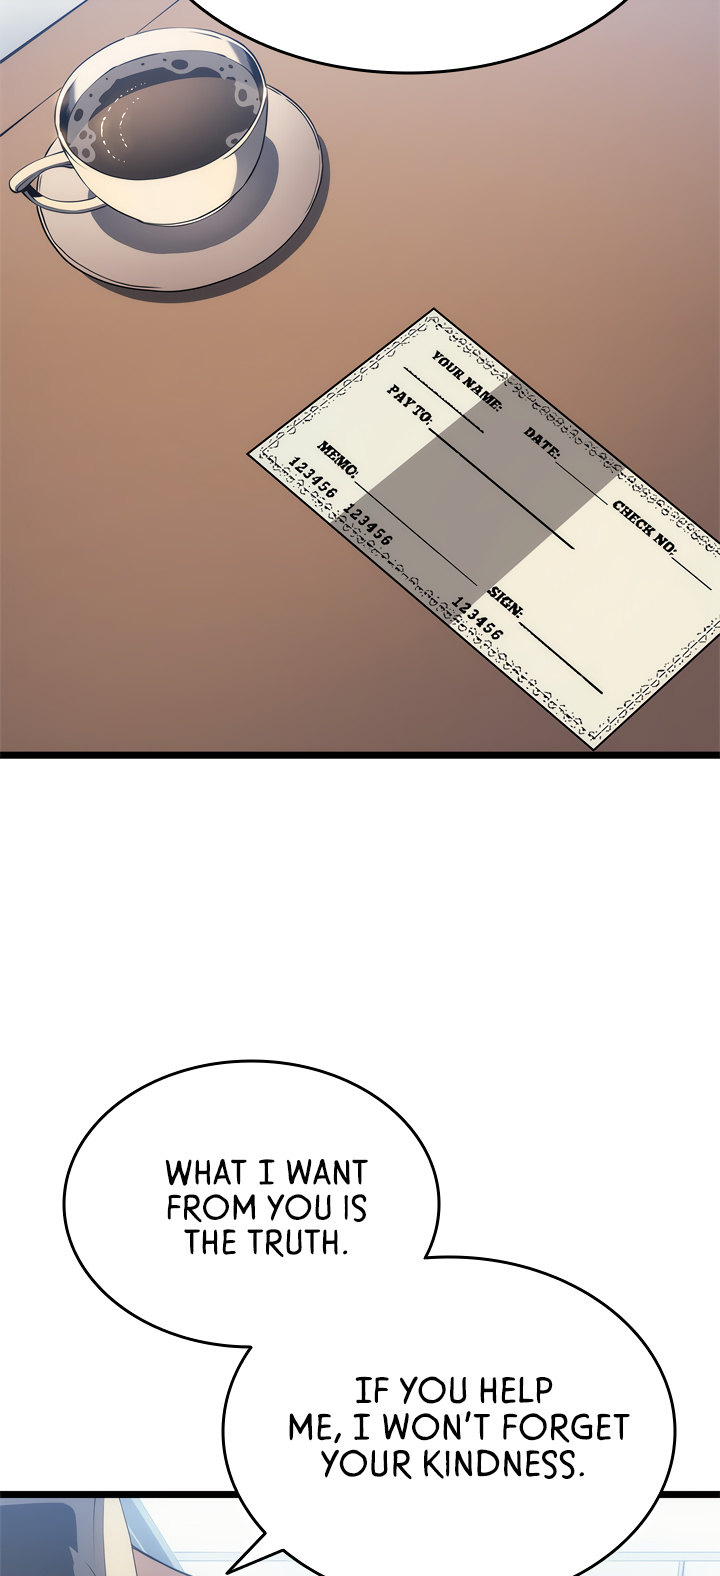 YOUR NAME:
PAY TO:
DATE:
CHECK NO:
MEMO:
SIGN:
123456 123456 123456
WHAT I WANT
FROM YOU IS
THE TRUTH.
IF YOU HELP
ME, I WON'T FORGET
YOUR KINDNESS.